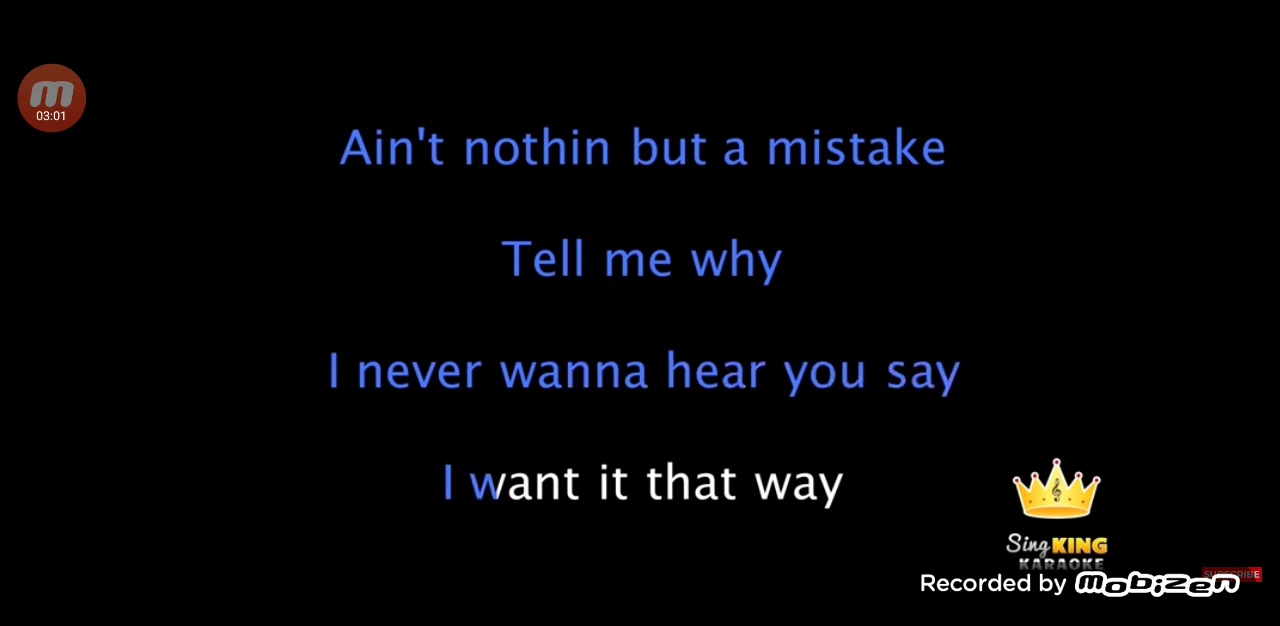 03:01
Ain't nothin but a mistake
Tell me why
I never wanna hear you say
I want it that way
Sing KING
KARAOKE
SUBSCRIBE
Recorded by mobizen